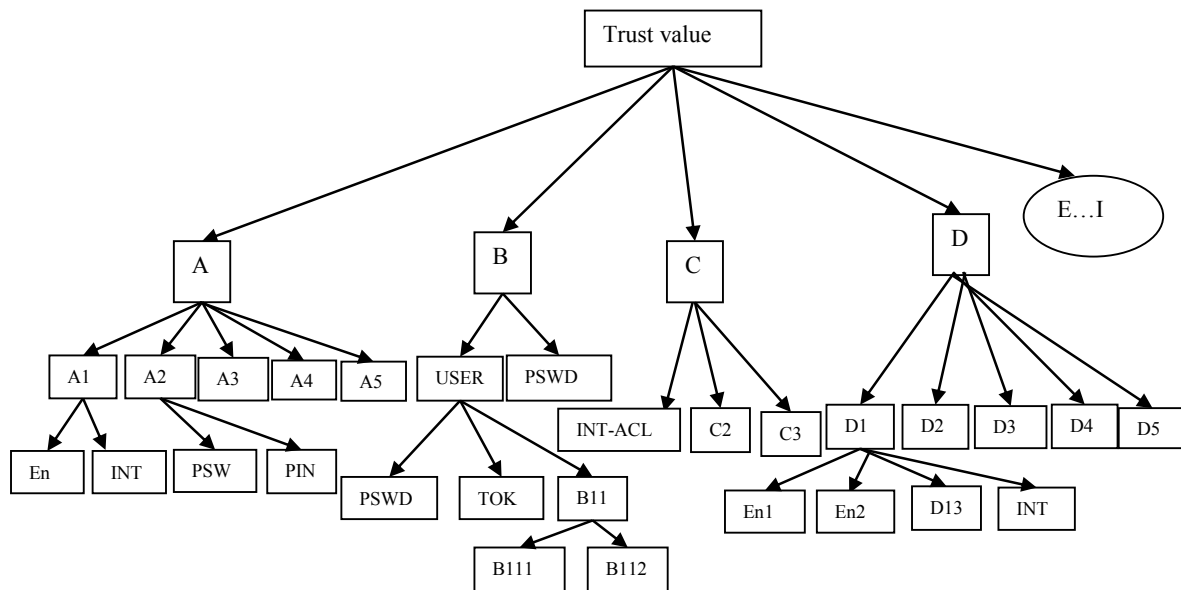 Trust value
E…I
A
B
C
D
A1
A2
A3
A4
A5
USER
PSWD
INT-ACL
C2
C3
D1
D2
D3
D4
D5
En
INT
PSW
PIN
PSWD
TOK
B11
En1
En2
D13
INT
B111
B112